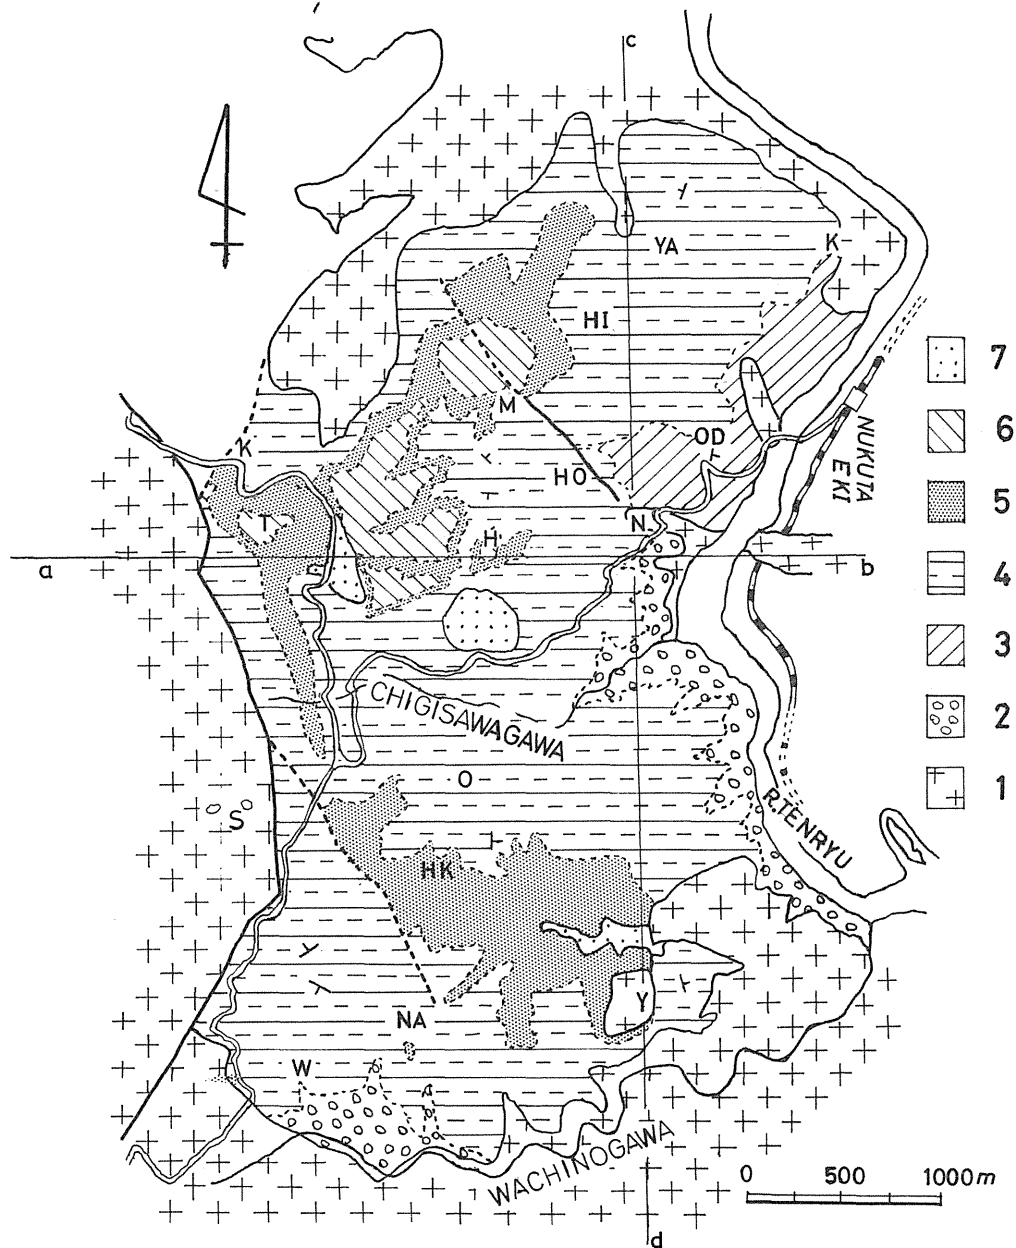 c
YA
K
HI
7
M
6
K
OD
NUKUTA
EKI
HO
5
T
N
H
a
b
4
3
CHIGISAWAGAWA
2
O
1
S
R.TENRYU
HK
Y
NA
W
WACHINOGAWA
0 500 1000m
d